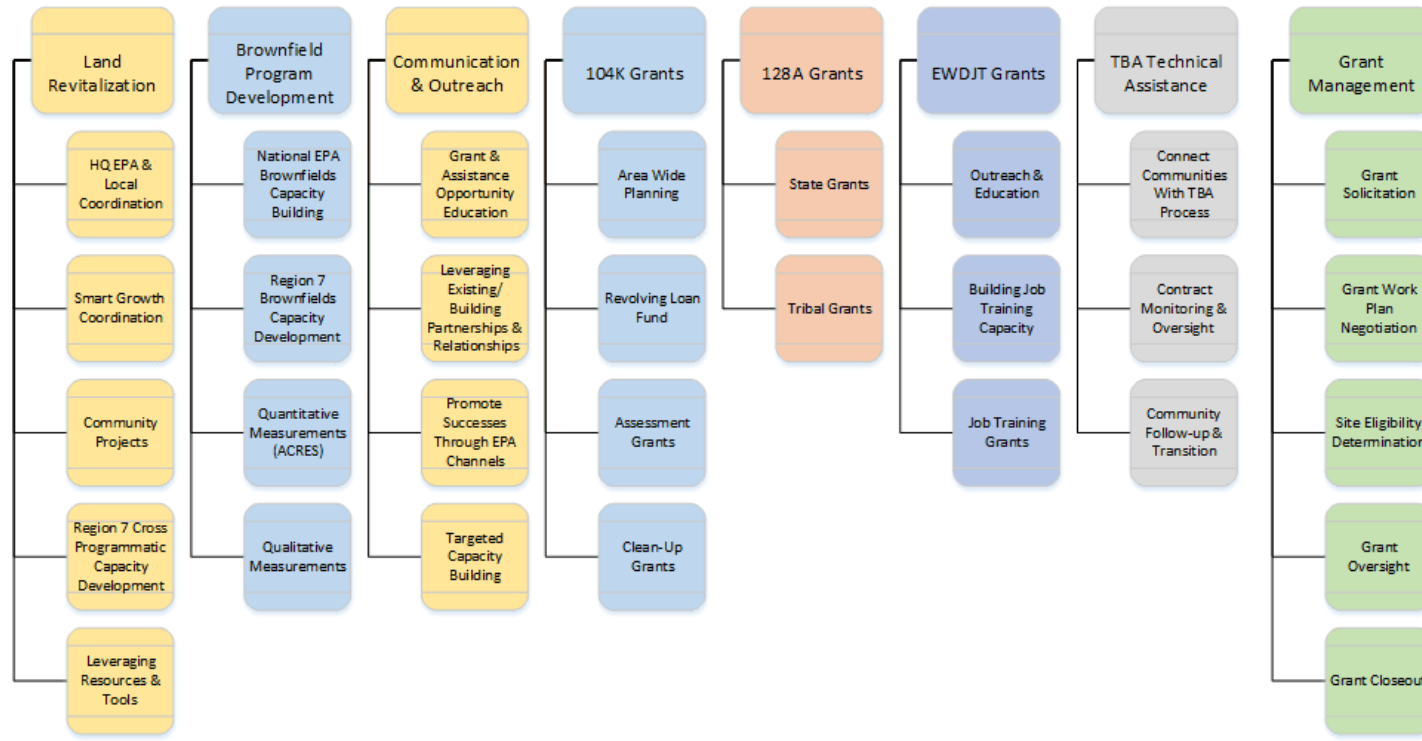 Land
Revitalization
HQ EPA &
Local
Coordination
Smart Growth
Coordination
Community
Projects
Region 7 Cross
Programmatic
Capacity
Development
Leveraging
Resources &
Tools
Brownfield
Program
Development
National EPA
Brownfields
Capacity
Building
Region 7
Brownfields
Capacity
Development
Quantitative
Measurements
(ACRES)
Qualitative
Measurements
Communication
& Outreach
Grant &
Assistance
Opportunity
Education
Leveraging
Existing/
Building
Partnerships &
Relationships
Promote
Successes
Through EPA
Channels
Targeted
Capacity
Building
104K Grants
Area Wide
Planning
Revolving Loan
Fund
Assessment
Grants
Clean-Up
Grants
128A Grants
State Grants
Tribal Grants
EWDJT Grants
Outreach &
Education
Building Job
Training
Capacity
Job Training
Grants
TBA Technical
Assistance
Connect
Communities
With TBA
Process
Contract
Monitoring &
Oversight
Community
Follow-up &
Transition
Grant
Management
Grant
Solicitation
Grant Work
Plan
Negotiation
Site Eligibility
Determination
Grant
Oversight
Grant Closeout